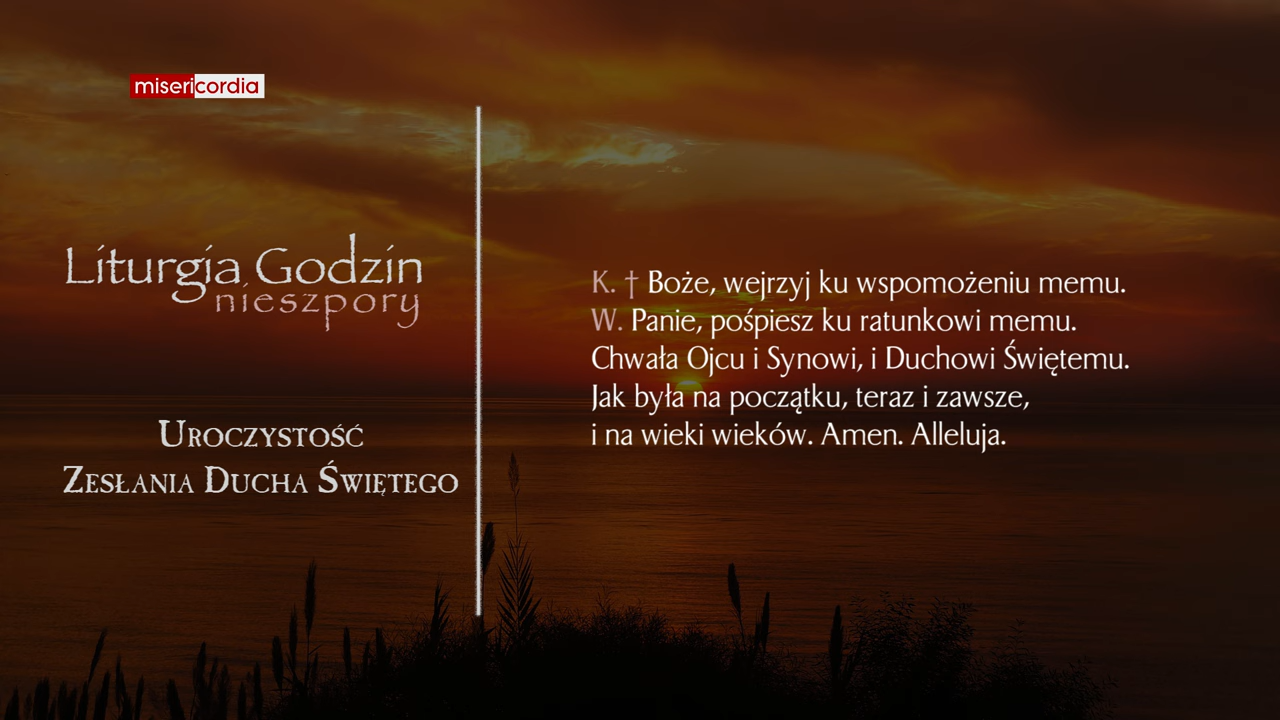 misericordia
Liturgia Godzin
nieszpory
Uroczystość
Zesłania Ducha Świętego
K. † Boże, wejrzyj ku wspomożeniu memu.
W. Panie, pośpiesz ku ratunkowi memu.
Chwała Ojcu i Synowi, i Duchowi Świętemu.
Jak była na początku, teraz i zawsze,
i na wieki wieków. Amen. Alleluja.